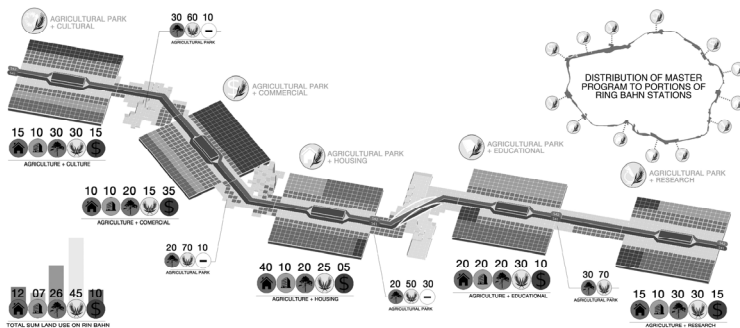 AGRICULTURAL PARK
+ CULTURAL
30 60 10
AGRICULTURAL PARK
AGRICULTURAL PARK
+ COMMERCIAL
DISTRIBUTION OF MASTER
PROGRAM TO PORTIONS OF
RING BAHN STATIONS
15 10 30 30 15
AGRICULTURE + CULTURE
AGRICULTURAL PARK
+ HOUSING
AGRICULTURAL PARK
+ EDUCATIONAL
AGRICULTURAL PARK
+ RESEARCH
10 10 20 15 35
AGRICULTURE + COMERCIAL
20 70 10
AGRICULTURAL PARK
40 10 20 25 05
AGRICULTURE + HOUSING
20 50 30
AGRICULTURAL PARK
20 20 20 30 10
AGRICULTURE + EDUCATIONAL
30 70
AGRICULTURAL PARK
15 10 30 30 15
AGRICULTURE + RESEARCH
12 07 26 45 10
TOTAL SUM LAND USE ON RIN BAHN